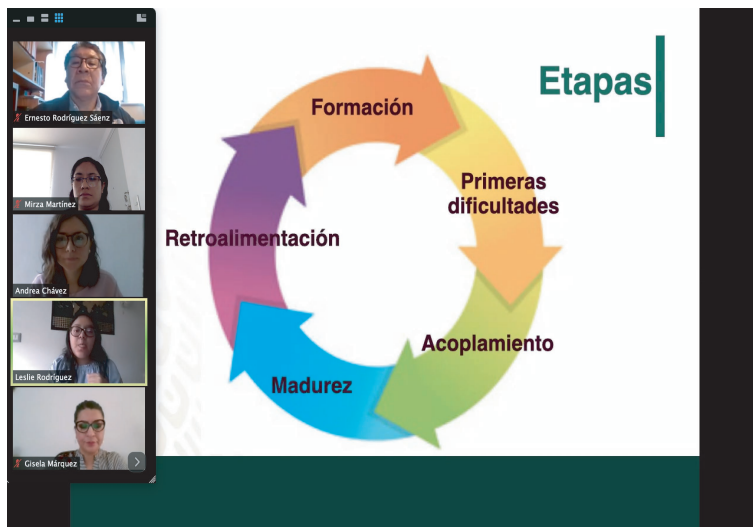 Ernesto Rodríguez Sáenz
Mirza Martínez
Andrea Chávez
Leslie Rodríguez
Gisela Márquez
Etapas
Formación
Primeras
dificultades
Acoplamiento
Madurez
Retroalimentación